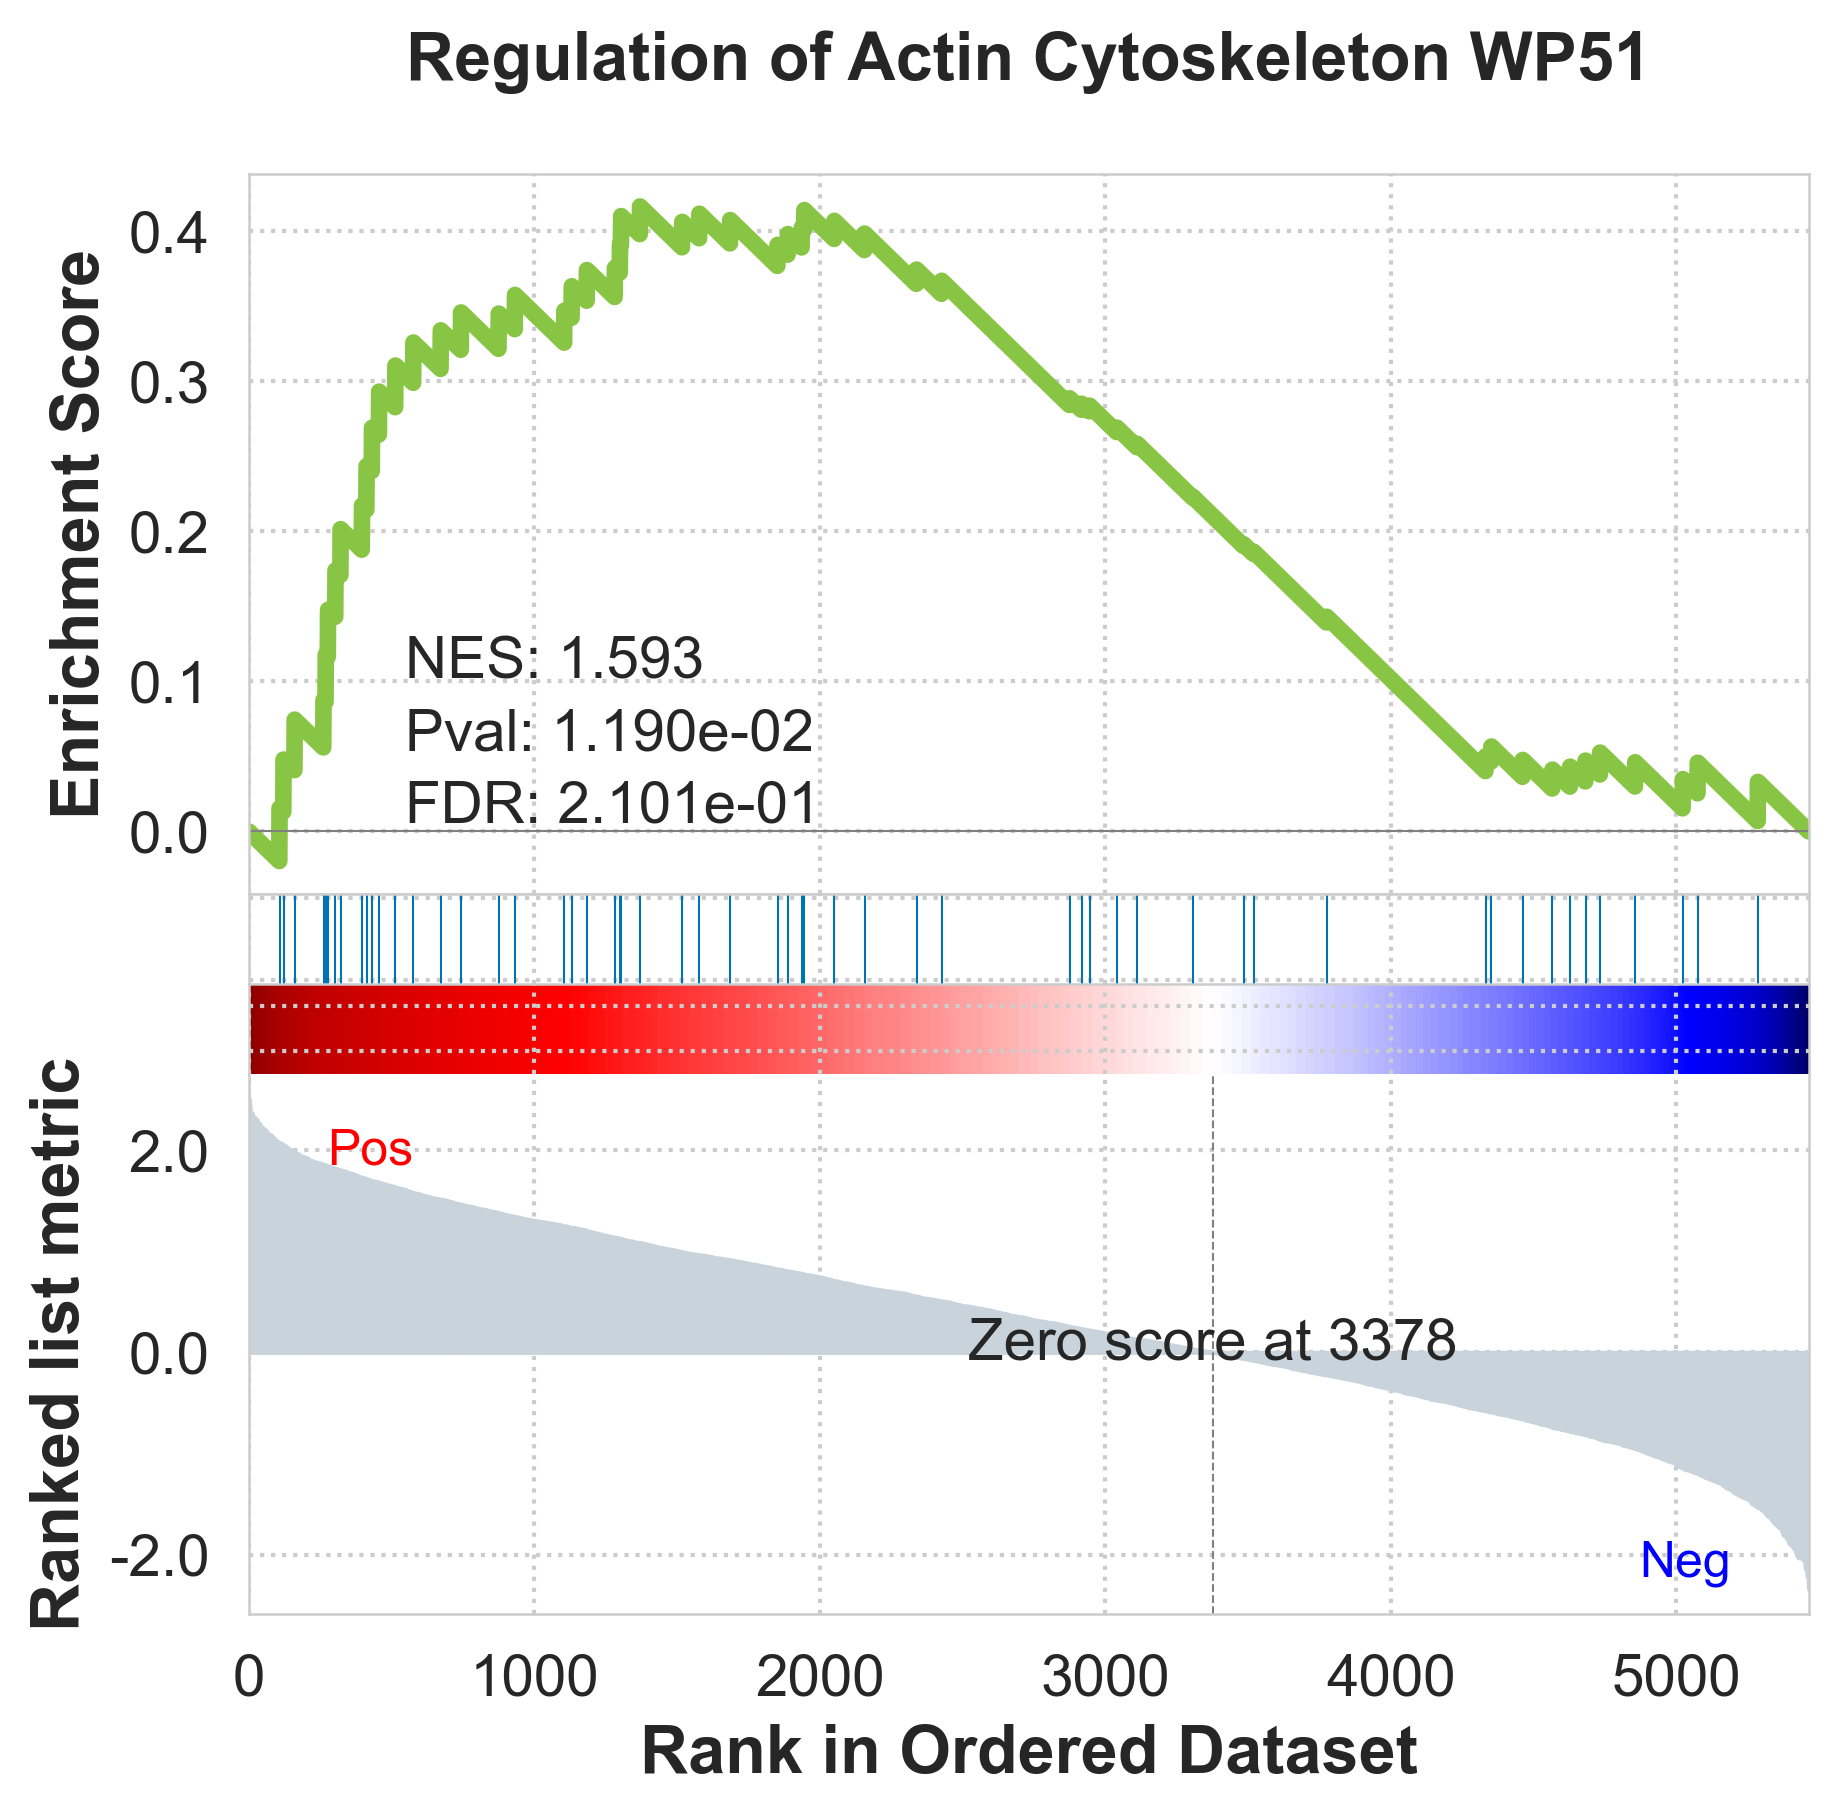 Regulation of Actin Cytoskeleton WP51
Enrichment Score
0.4
0.3
0.2
0.1
0.0
NES: 1.593
Pval: 1.190e-02
FDR: 2.101e-01
Ranked list metric
2.0
0.0
-2.0
Pos
Zero score at 3378
Neg
0 1000 2000 3000 4000 5000
Rank in Ordered Dataset